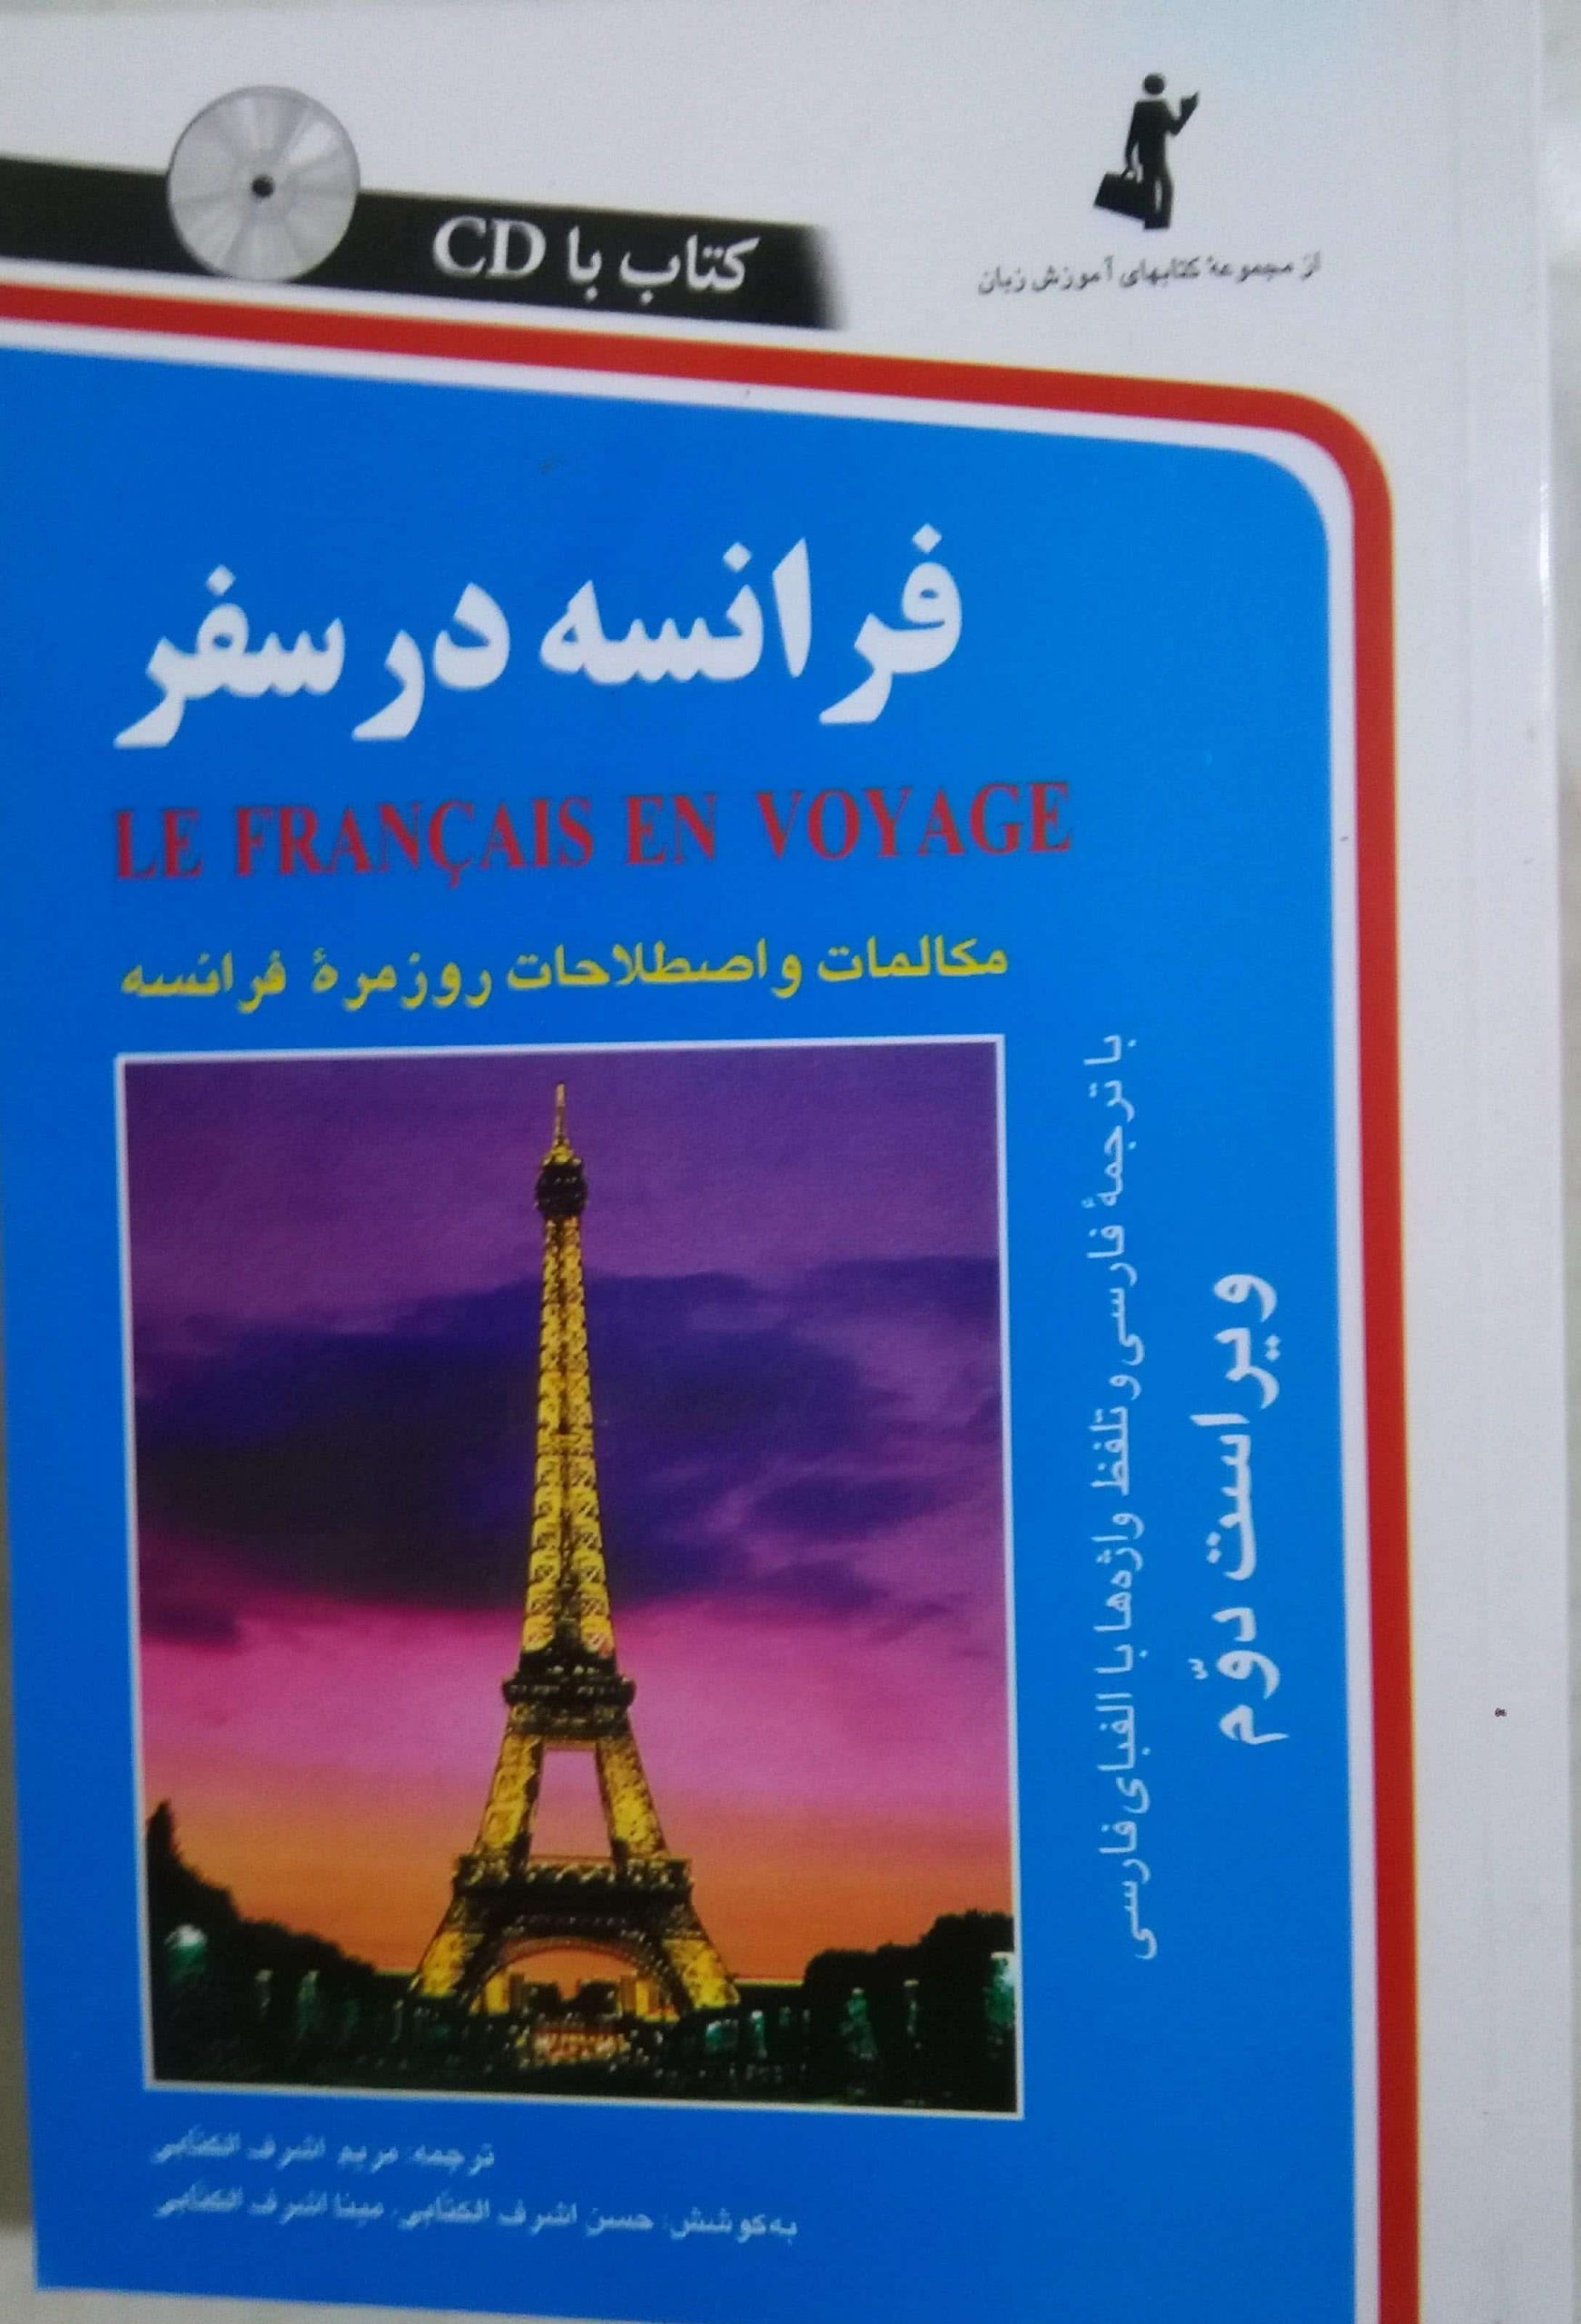 از مجموعهٔ کتابهای آموزش زبان
کتاب با CD
فرانسه در سفر
LE FRANÇAIS EN VOYAGE
مکالمات و اصطلاحات روزمرهٔ فرانسه
با ترجمهٔ فارسی و تلفظ واژه‌ها با الفبای فارسی
ویراست دوّم
ترجمه: مریم اشرف الکتابی
به‌کوشش: حسن اشرف الکتابی، مینا اشرف الکتابی